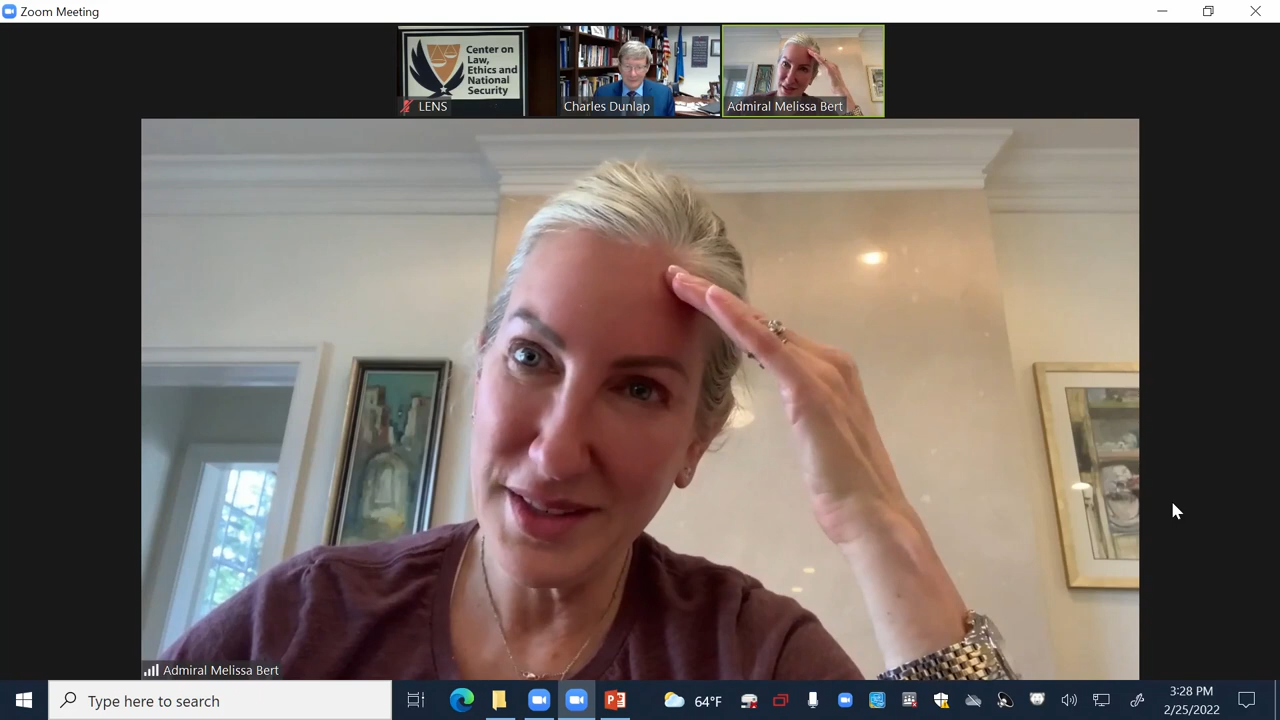 Zoom Meeting
Center on
Law,
Ethics and
National
Security
LENS
Charles Dunlap
Admiral Melissa Bert
Admiral Melissa Bert
Type here to search
64°F
3:28 PM
2/25/2022